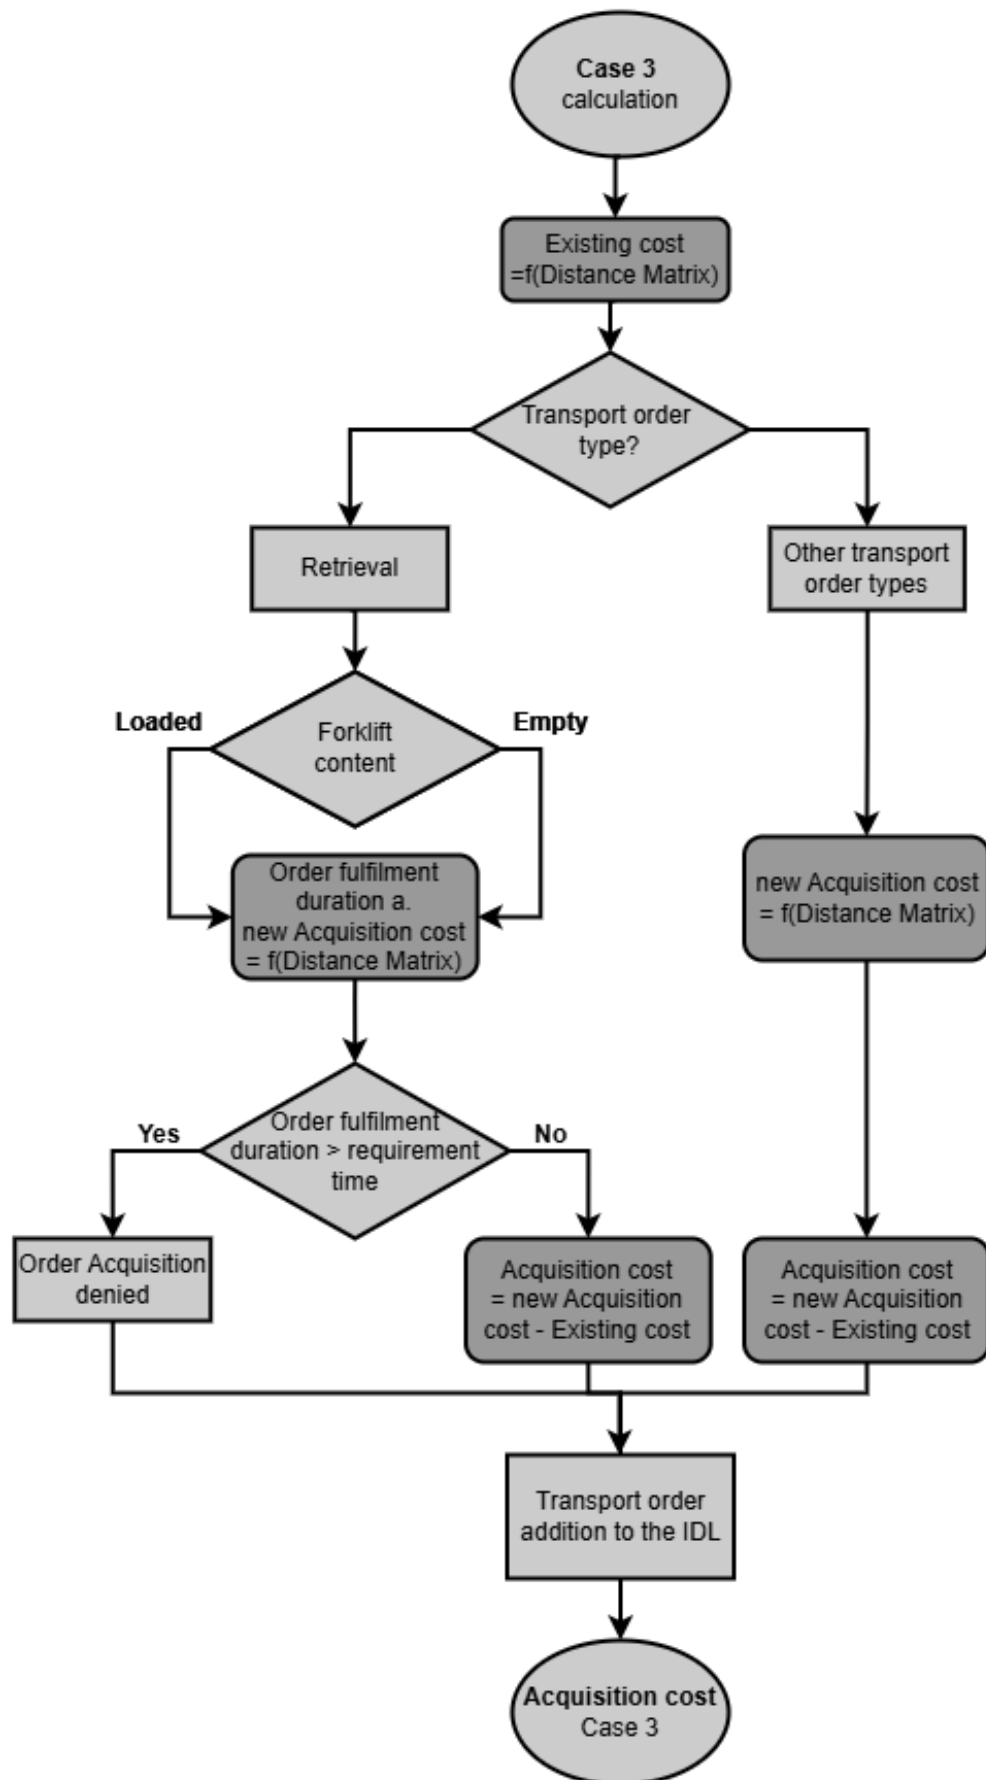 Case 3
calculation
Existing cost
=f(Distance Matrix)
Transport order
type?
Retrieval
Other transport
order types
Loaded
Empty
Forklift
content
Order fulfilment
duration a.
new Acquisition cost
= f(Distance Matrix)
new Acquisition cost
= f(Distance Matrix)
Yes
No
Order fulfilment
duration > requirement
time
Order Acquisition
denied
Acquisition cost
= new Acquisition
cost - Existing cost
Acquisition cost
= new Acquisition
cost - Existing cost
Transport order
addition to the IDL
Acquisition cost
Case 3